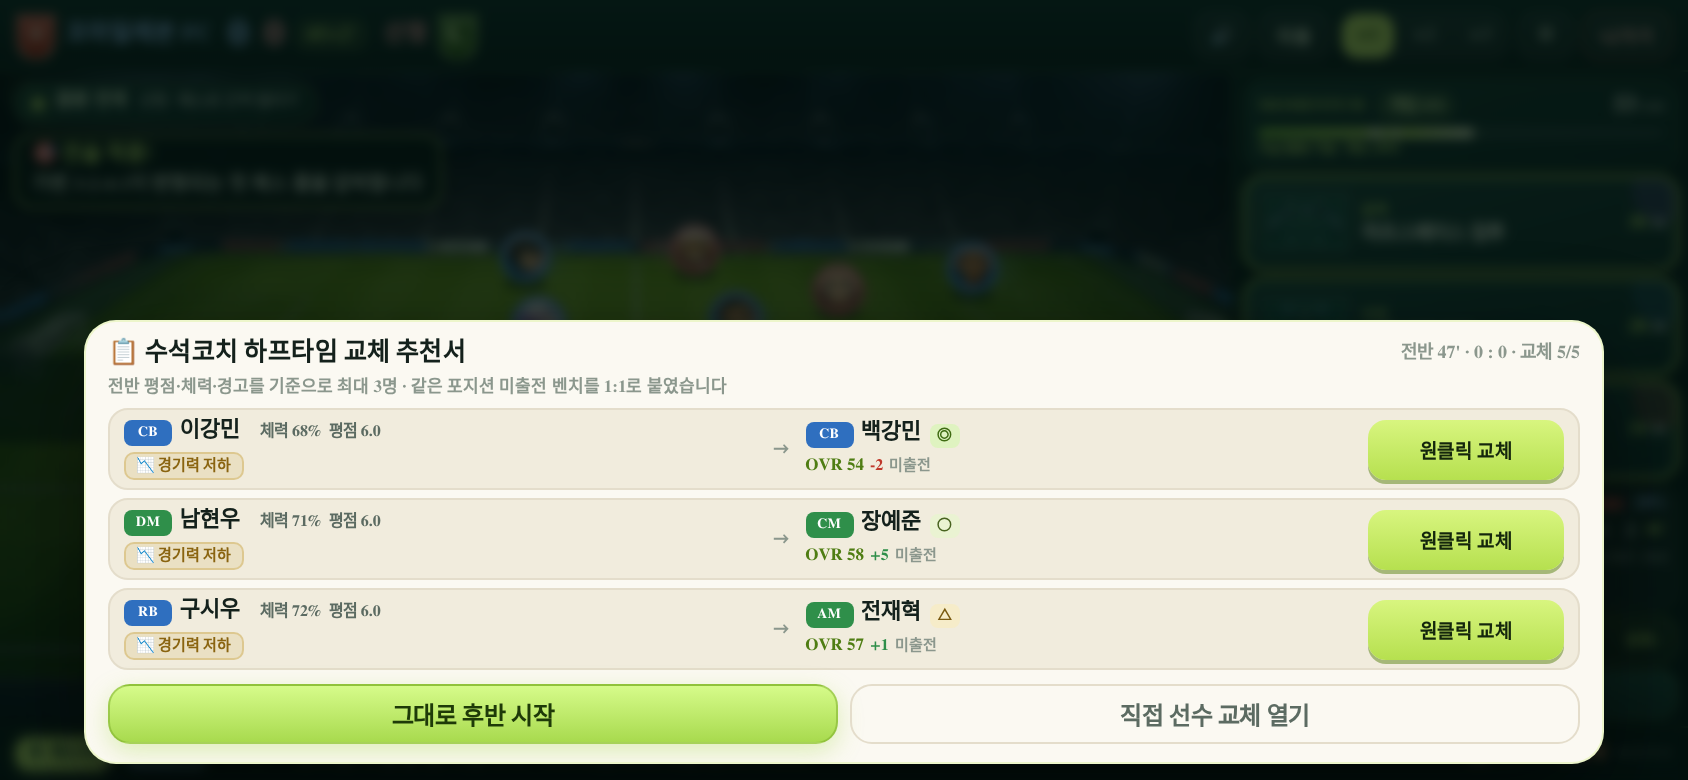 📋 수석코치 하프타임 교체 추천서
전반 47' · 0 : 0 · 교체 5/5
전반 평점·체력·경고를 기준으로 최대 3명 · 같은 포지션 미출전 벤치를 1:1로 붙였습니다
CB 이강민 체력 68% 평점 6.0
📉 경기력 저하
→
CB 백강민 ◎
OVR 54 -2 미출전
원클릭 교체
DM 남현우 체력 71% 평점 6.0
📉 경기력 저하
→
CM 장예준 ○
OVR 58 +5 미출전
원클릭 교체
RB 구시우 체력 72% 평점 6.0
📉 경기력 저하
→
AM 전재혁 △
OVR 57 +1 미출전
원클릭 교체
그대로 후반 시작
직접 선수 교체 열기